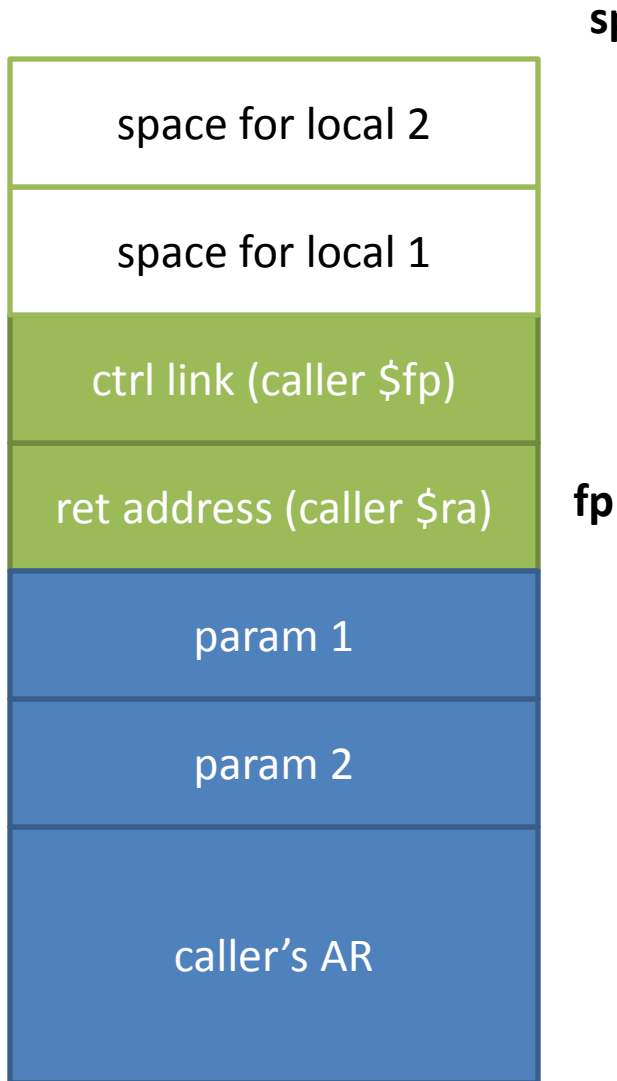 sp
space for local 2
space for local 1
ctrl link (caller $fp)
ret address (caller $ra)
fp
param 1
param 2
caller’s AR